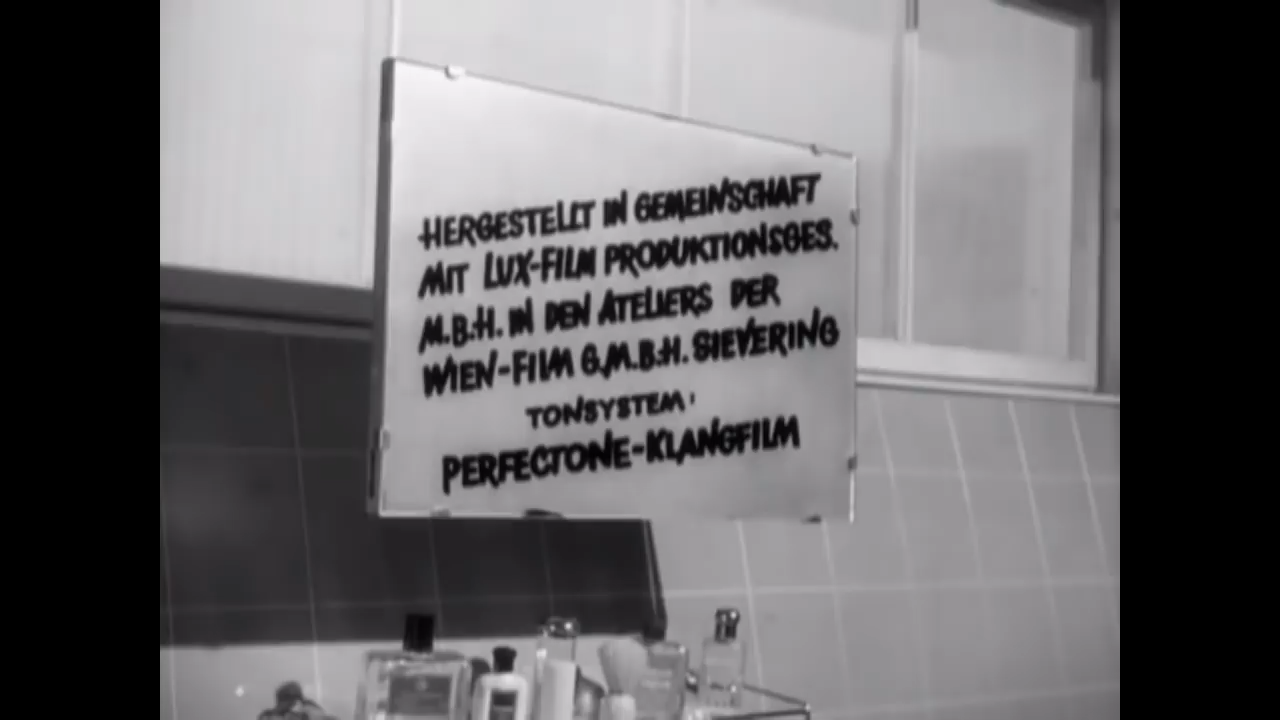 HERGESTELLT IN GEMEINSCHAFT
MIT LUX-FILM PRODUKTIONSGES.
M.B.H. IN DEN ATELIERS DER
WIEN-FILM G.M.B.H. SIEVERING
TONSYSTEM:
PERFECTONE-KLANGFILM